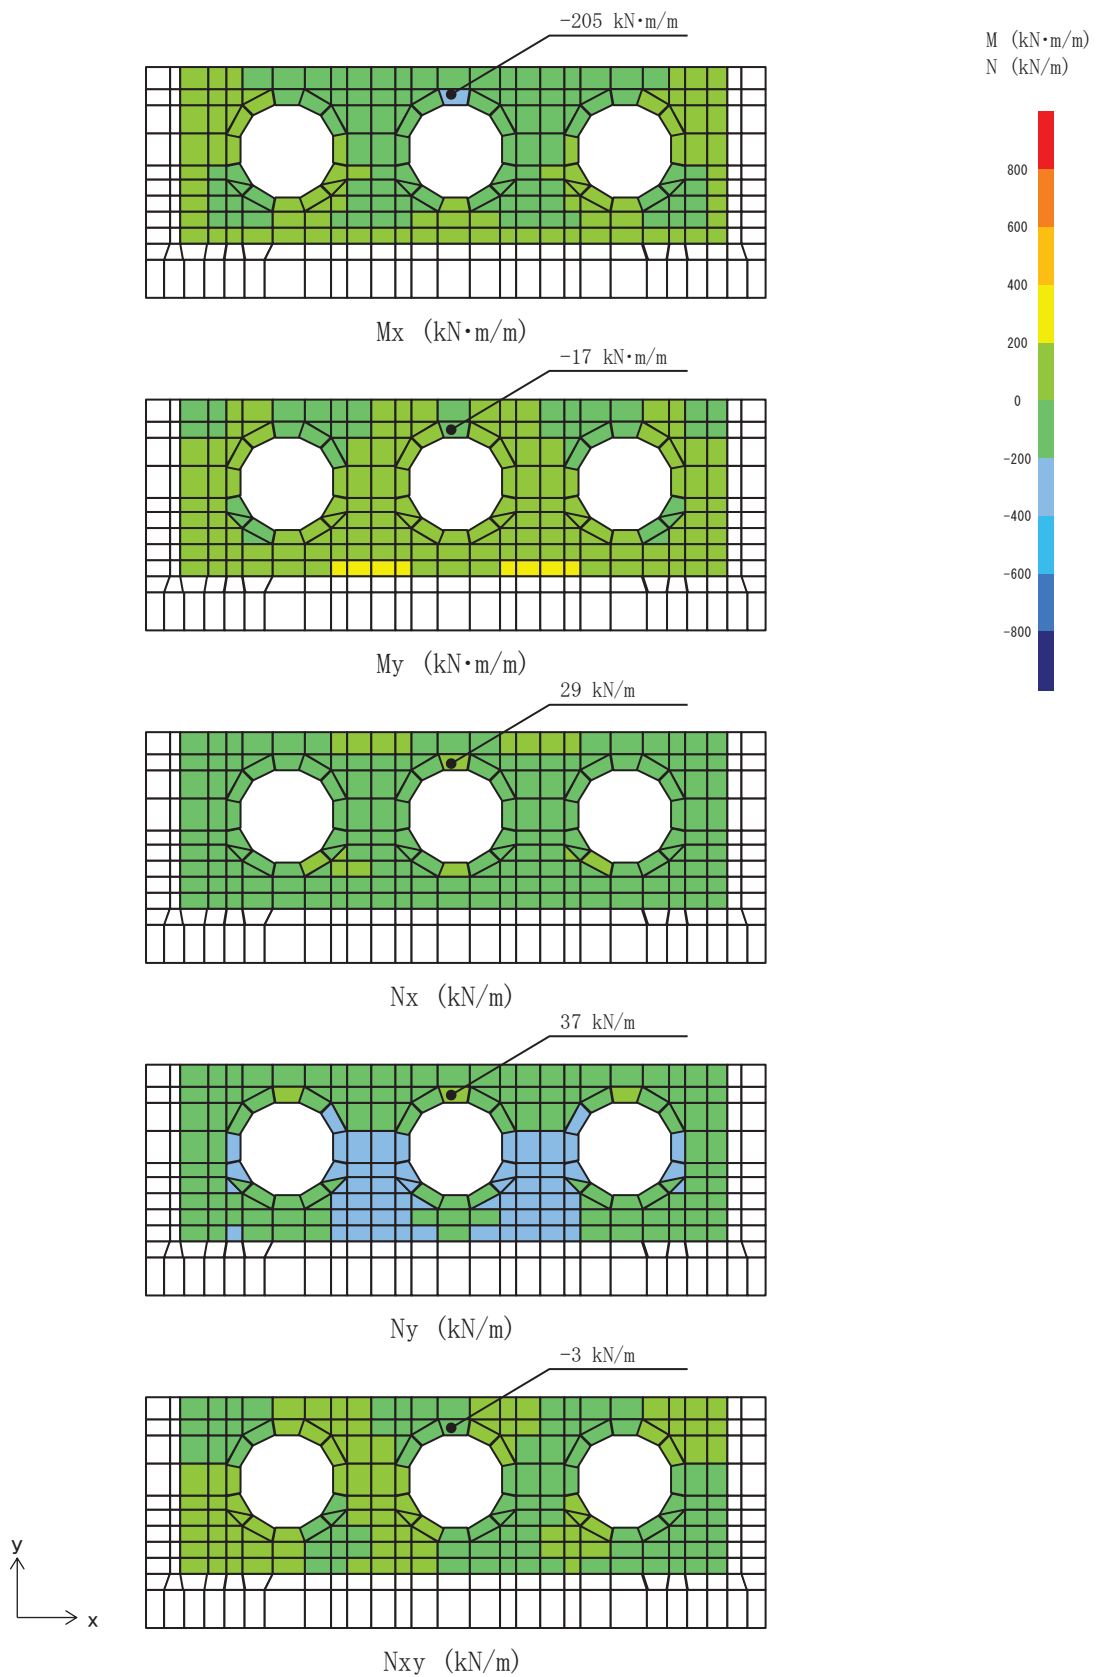 -205 kN·m/m
M (kN·m/m)
N (kN/m)
800
600
400
200
0
-200
-400
-600
-800
Mx (kN·m/m)
-17 kN·m/m
My (kN·m/m)
29 kN/m
Nx (kN/m)
37 kN/m
Ny (kN/m)
-3 kN/m
Nxy (kN/m)
y
x